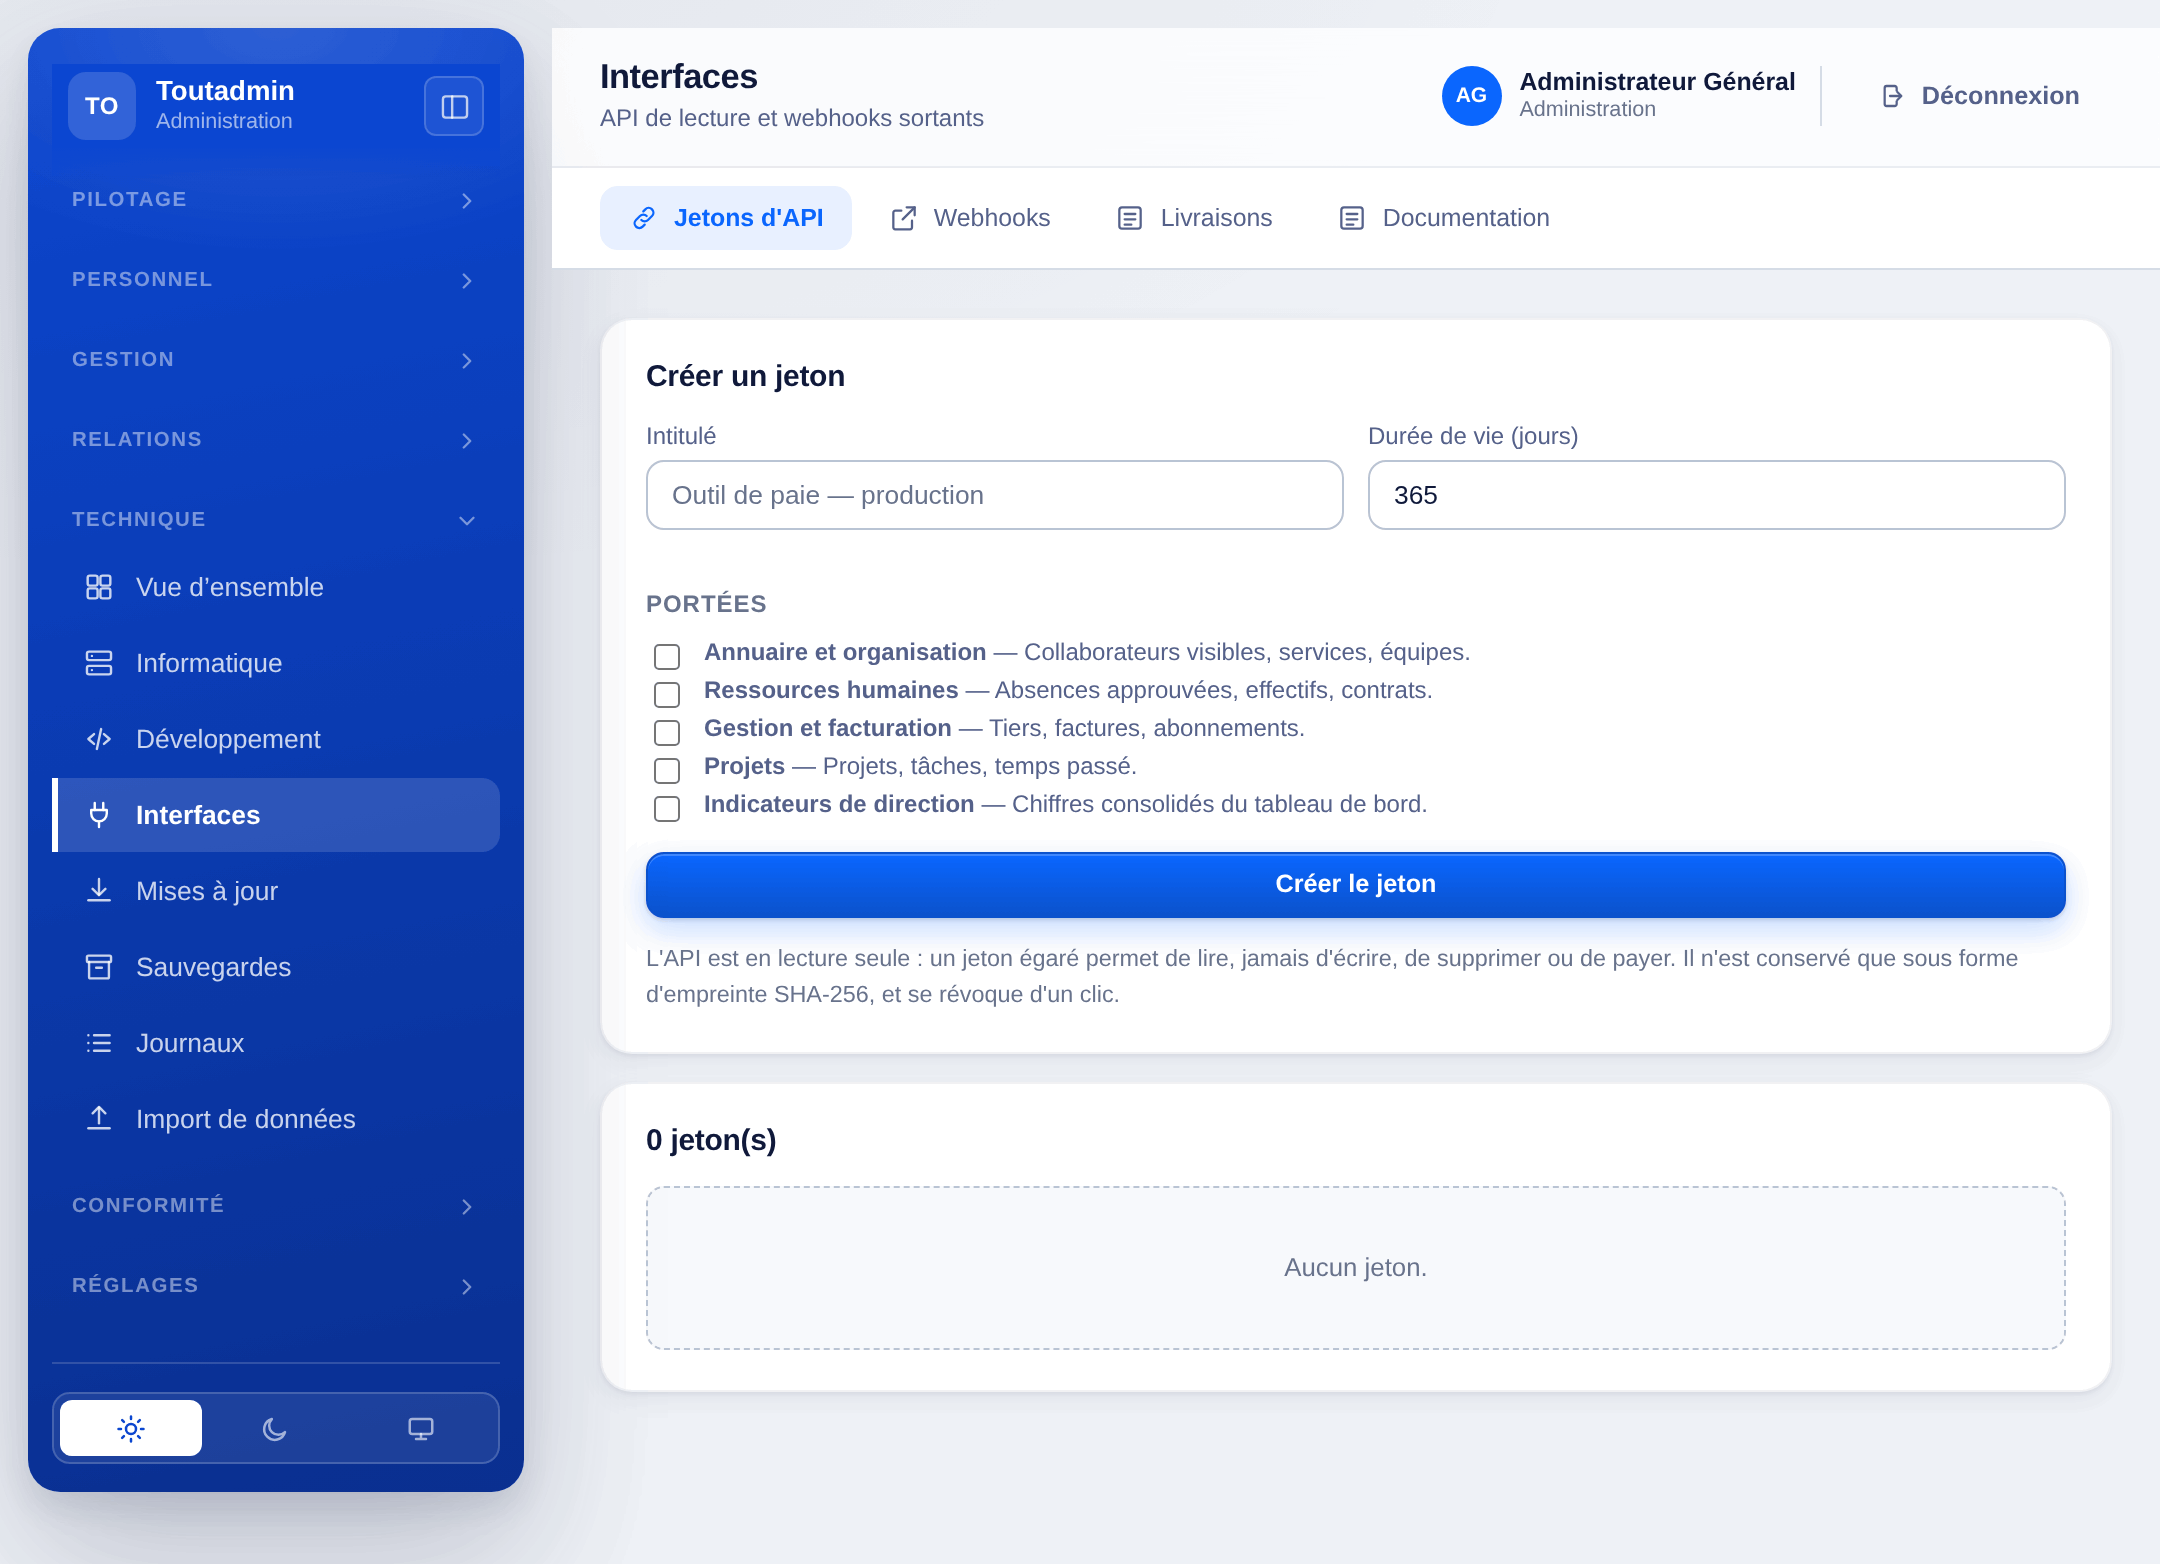 TO
Toutadmin
Administration
PILOTAGE
PERSONNEL
GESTION
RELATIONS
TECHNIQUE
Vue d’ensemble
Informatique
Développement
Interfaces
Mises à jour
Sauvegardes
Journaux
Import de données
CONFORMITÉ
RÉGLAGES
Interfaces
API de lecture et webhooks sortants
AG
Administrateur Général
Administration
Déconnexion
Jetons d'API
Webhooks
Livraisons
Documentation
Créer un jeton
Intitulé
Durée de vie (jours)
Outil de paie — production
365
PORTÉES
Annuaire et organisation — Collaborateurs visibles, services, équipes.
Ressources humaines — Absences approuvées, effectifs, contrats.
Gestion et facturation — Tiers, factures, abonnements.
Projets — Projets, tâches, temps passé.
Indicateurs de direction — Chiffres consolidés du tableau de bord.
Créer le jeton
L'API est en lecture seule : un jeton égaré permet de lire, jamais d'écrire, de supprimer ou de payer. Il n'est conservé que sous forme
d'empreinte SHA-256, et se révoque d'un clic.
0 jeton(s)
Aucun jeton.